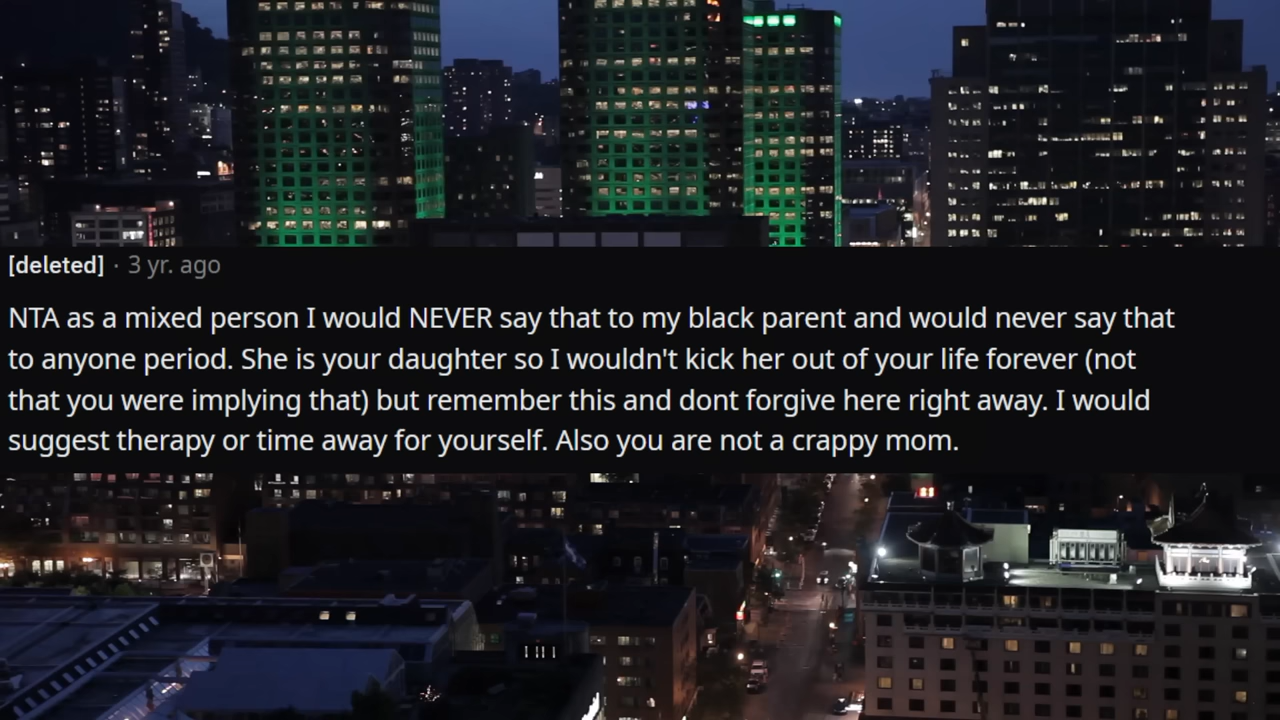 [deleted] · 3 yr. ago
NTA as a mixed person I would NEVER say that to my black parent and would never say that
to anyone period. She is your daughter so I wouldn't kick her out of your life forever (not
that you were implying that) but remember this and dont forgive here right away. I would
suggest therapy or time away for yourself. Also you are not a crappy mom.